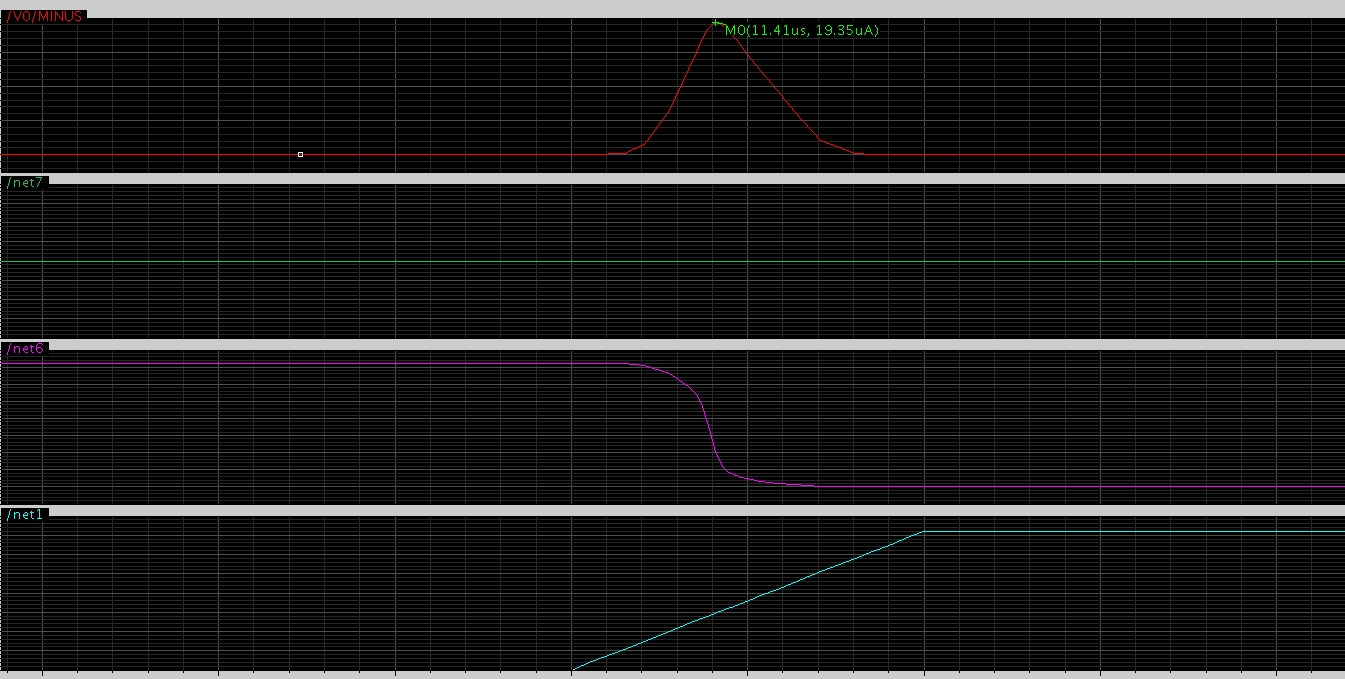 /V0/MINUS
M0(11.41us, 19.35uA)
/net7
/net6
/net1